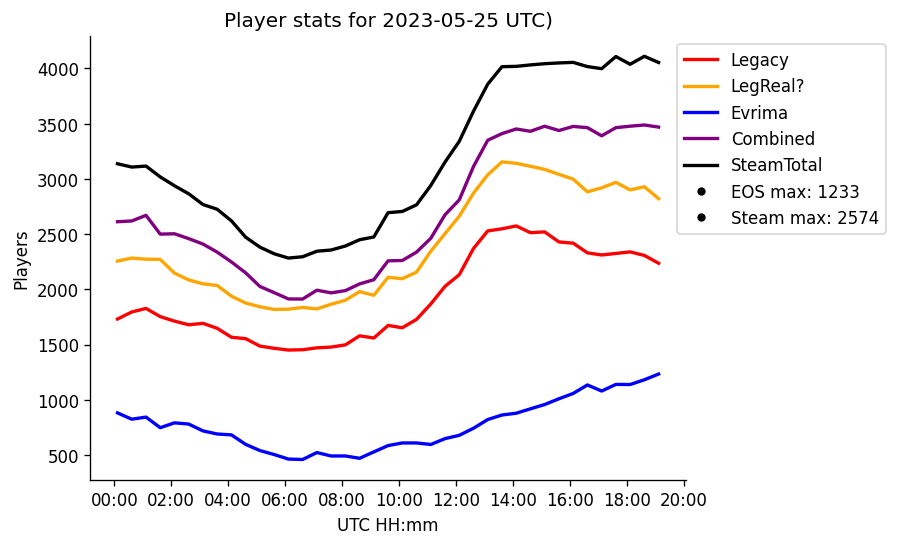 Player stats for 2023-05-25 UTC)
Players
4000
3500
3000
2500
2000
1500
1000
500
00:00 02:00 04:00 06:00 08:00 10:00 12:00 14:00 16:00 18:00 20:00
UTC HH:mm
Legacy
LegReal?
Evrima
Combined
SteamTotal
EOS max: 1233
Steam max: 2574